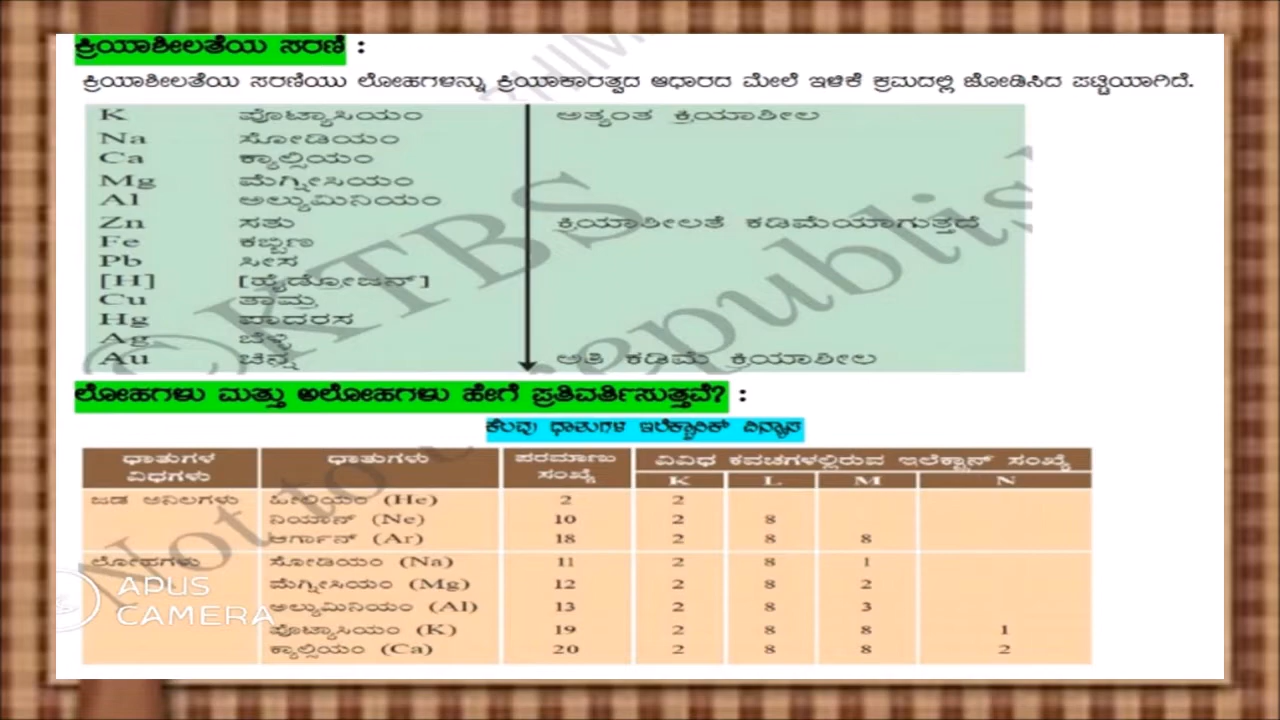 ಕ್ರಿಯಾಶೀಲತೆಯ ಸರಣಿ :
ಕ್ರಿಯಾಶೀಲತೆಯ ಸರಣಿಯು ಲೋಹಗಳನ್ನು ಕ್ರಿಯಾಕಾರತ್ವದ ಆಧಾರದ ಮೇಲೆ ಇಳಿಕೆ ಕ್ರಮದಲ್ಲಿ ಜೋಡಿಸಿದ ಪಟ್ಟಿಯಾಗಿದೆ.
K ಪೊಟ್ಯಾಸಿಯಂ ಅತ್ಯಂತ ಕ್ರಿಯಾಶೀಲ
Na ಸೋಡಿಯಂ
Ca ಕ್ಯಾಲ್ಸಿಯಂ
Mg ಮೆಗ್ನೀಸಿಯಂ
Al ಅಲ್ಯುಮಿನಿಯಂ
Zn ಸತು ಕ್ರಿಯಾಶೀಲತೆ ಕಡಿಮೆಯಾಗುತ್ತದೆ
Fe ಕಬ್ಬಿಣ
Pb ಸೀಸ
[H] [ಹೈಡ್ರೋಜನ್]
Cu ತಾಮ್ರ
Hg ಪಾದರಸ
Ag ಬೆಳ್ಳಿ
Au ಚಿನ್ನ ಅತಿ ಕಡಿಮೆ ಕ್ರಿಯಾಶೀಲ
©KTBS
Not to republis
ಲೋಹಗಳು ಮತ್ತು ಅಲೋಹಗಳು ಹೇಗೆ ಪ್ರತಿವರ್ತಿಸುತ್ತವೆ? :
ಕೆಲವು ಧಾತುಗಳ ಇಲೆಕ್ಟ್ರಾನಿಕ್ ವಿನ್ಯಾಸ
ಧಾತುಗಳ ವಿಧಗಳು ಧಾತುಗಳು ಪರಮಾಣು ಸಂಖ್ಯೆ ವಿವಿಧ ಕವಚಗಳಲ್ಲಿರುವ ಇಲೆಕ್ಟ್ರಾನ್ ಸಂಖ್ಯೆ
K L M N
ಜಡ ಅನಿಲಗಳು ಹೀಲಿಯಂ (He) 2 2
ನಿಯಾನ್ (Ne) 10 2 8
ಆರ್ಗಾನ್ (Ar) 18 2 8 8
ಲೋಹಗಳು ಸೋಡಿಯಂ (Na) 11 2 8 1
ಮೆಗ್ನೀಸಿಯಂ (Mg) 12 2 8 2
ಅಲ್ಯುಮಿನಿಯಂ (Al) 13 2 8 3
ಪೊಟ್ಯಾಸಿಯಂ (K) 19 2 8 8 1
ಕ್ಯಾಲ್ಸಿಯಂ (Ca) 20 2 8 8 2
APUS
CAMERA